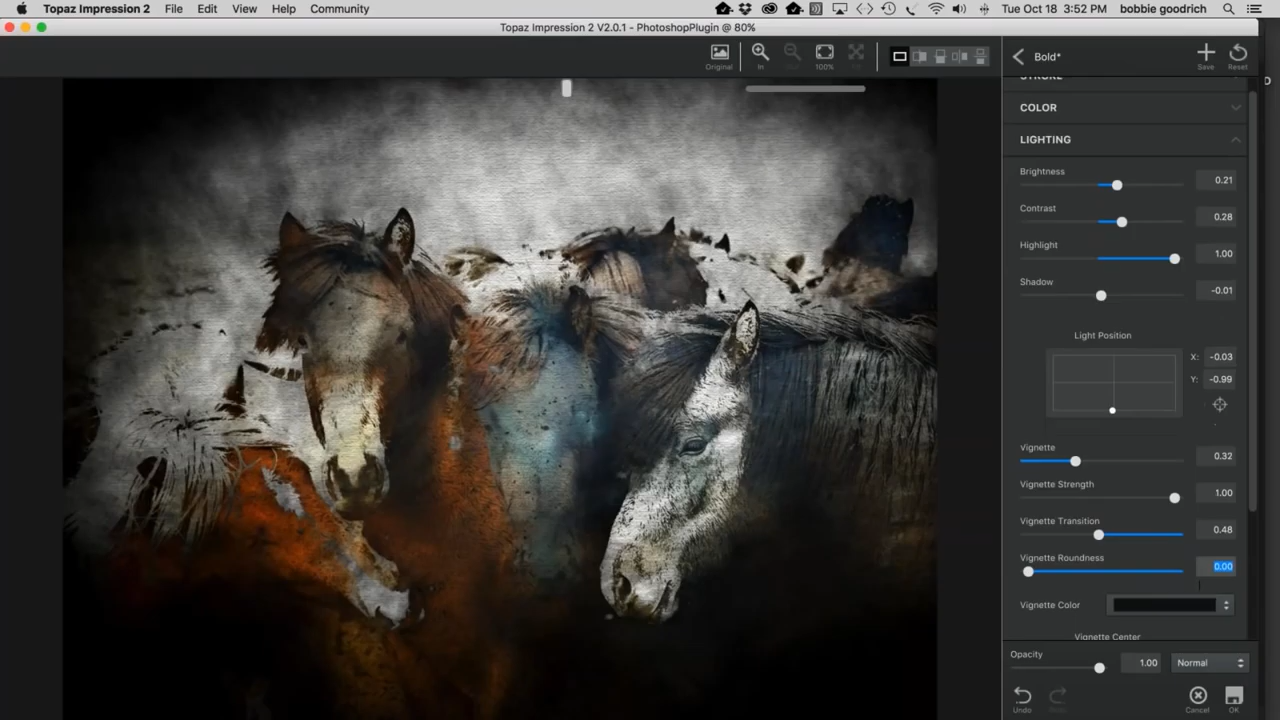 Topaz Impression 2 File Edit View Help Community Tue Oct 18 3:52 PM bobbie goodrich
Topaz Impression 2 V2.0.1 - PhotoshopPlugin @ 80%
Original In 100% Bold* Save Reset
STROKE
COLOR
LIGHTING
Brightness 0.21
Contrast 0.28
Highlight 1.00
Shadow -0.01
Light Position
X: -0.03
Y: -0.99
Vignette 0.32
Vignette Strength 1.00
Vignette Transition 0.48
Vignette Roundness 0.00
Vignette Color
Vignette Center
Opacity 1.00 Normal
Undo Cancel OK